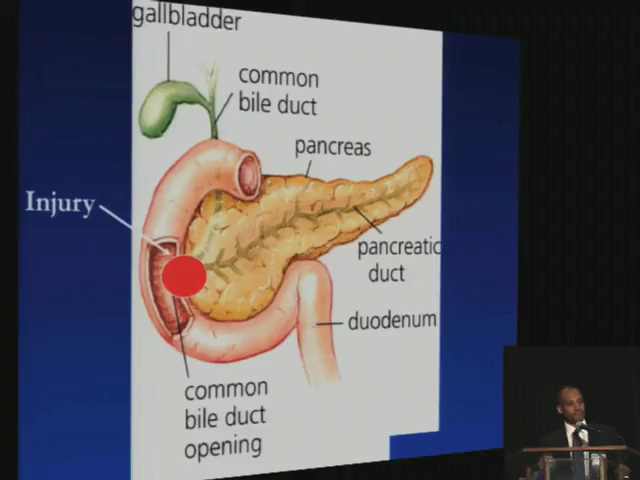 gallbladder
common
bile duct
pancreas
Injury
pancreatic
duct
duodenum
common
bile duct
opening